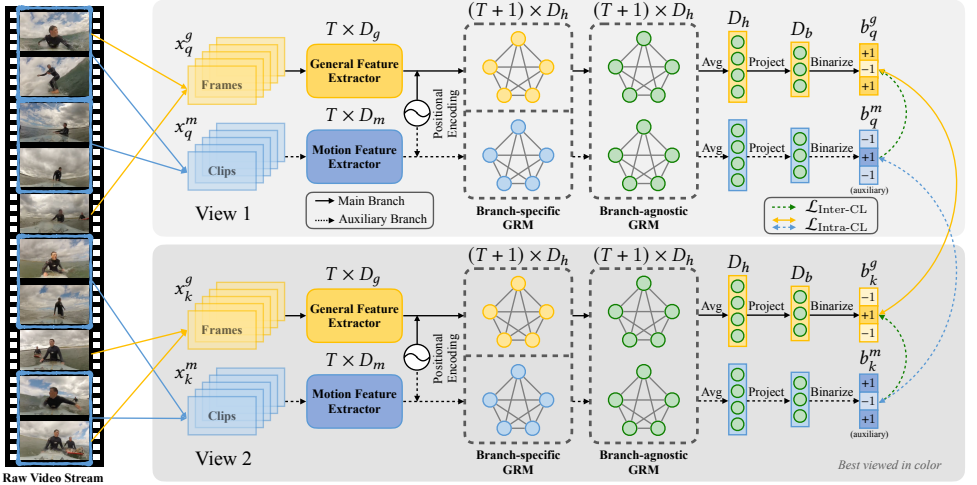 Raw Video Stream
x_q^g
Frames
T × D_g
General Feature
Extractor
x_q^m
Clips
T × D_m
Motion Feature
Extractor
Positional
Encoding
View 1
Main Branch
Auxiliary Branch
(T + 1) × D_h
Branch-specific
GRM
(T + 1) × D_h
Branch-agnostic
GRM
Avg
D_h
Project
D_b
Binarize
b_q^g
+1
−1
+1
Avg
Project
Binarize
b_q^m
−1
+1
−1
(auxiliary)
L_Inter-CL
L_Intra-CL
x_k^g
Frames
T × D_g
General Feature
Extractor
x_k^m
Clips
T × D_m
Motion Feature
Extractor
Positional
Encoding
View 2
(T + 1) × D_h
Branch-specific
GRM
(T + 1) × D_h
Branch-agnostic
GRM
Avg
D_h
Project
D_b
Binarize
b_k^g
−1
+1
−1
Avg
Project
Binarize
b_k^m
+1
−1
+1
(auxiliary)
Best viewed in color